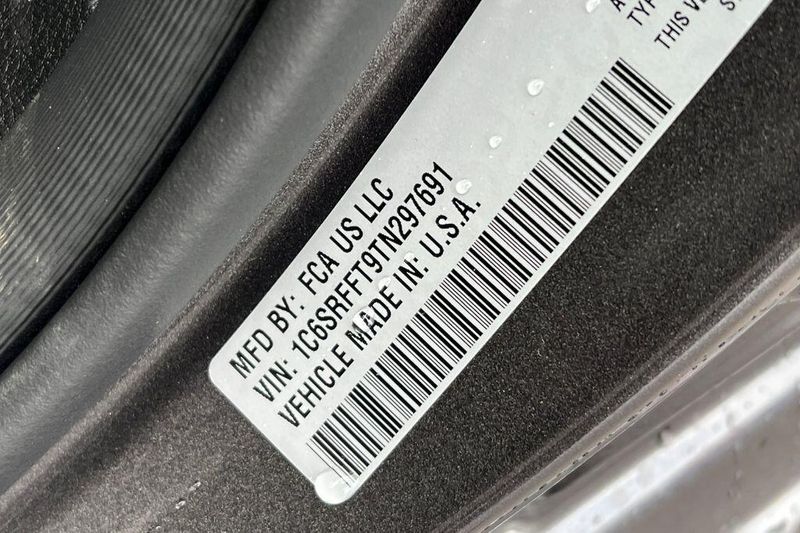 MFD BY: FCA US LLC
VIN: 1C6SRFFT9TN297691
VEHICLE MADE IN: U.S.A.
THIS VE